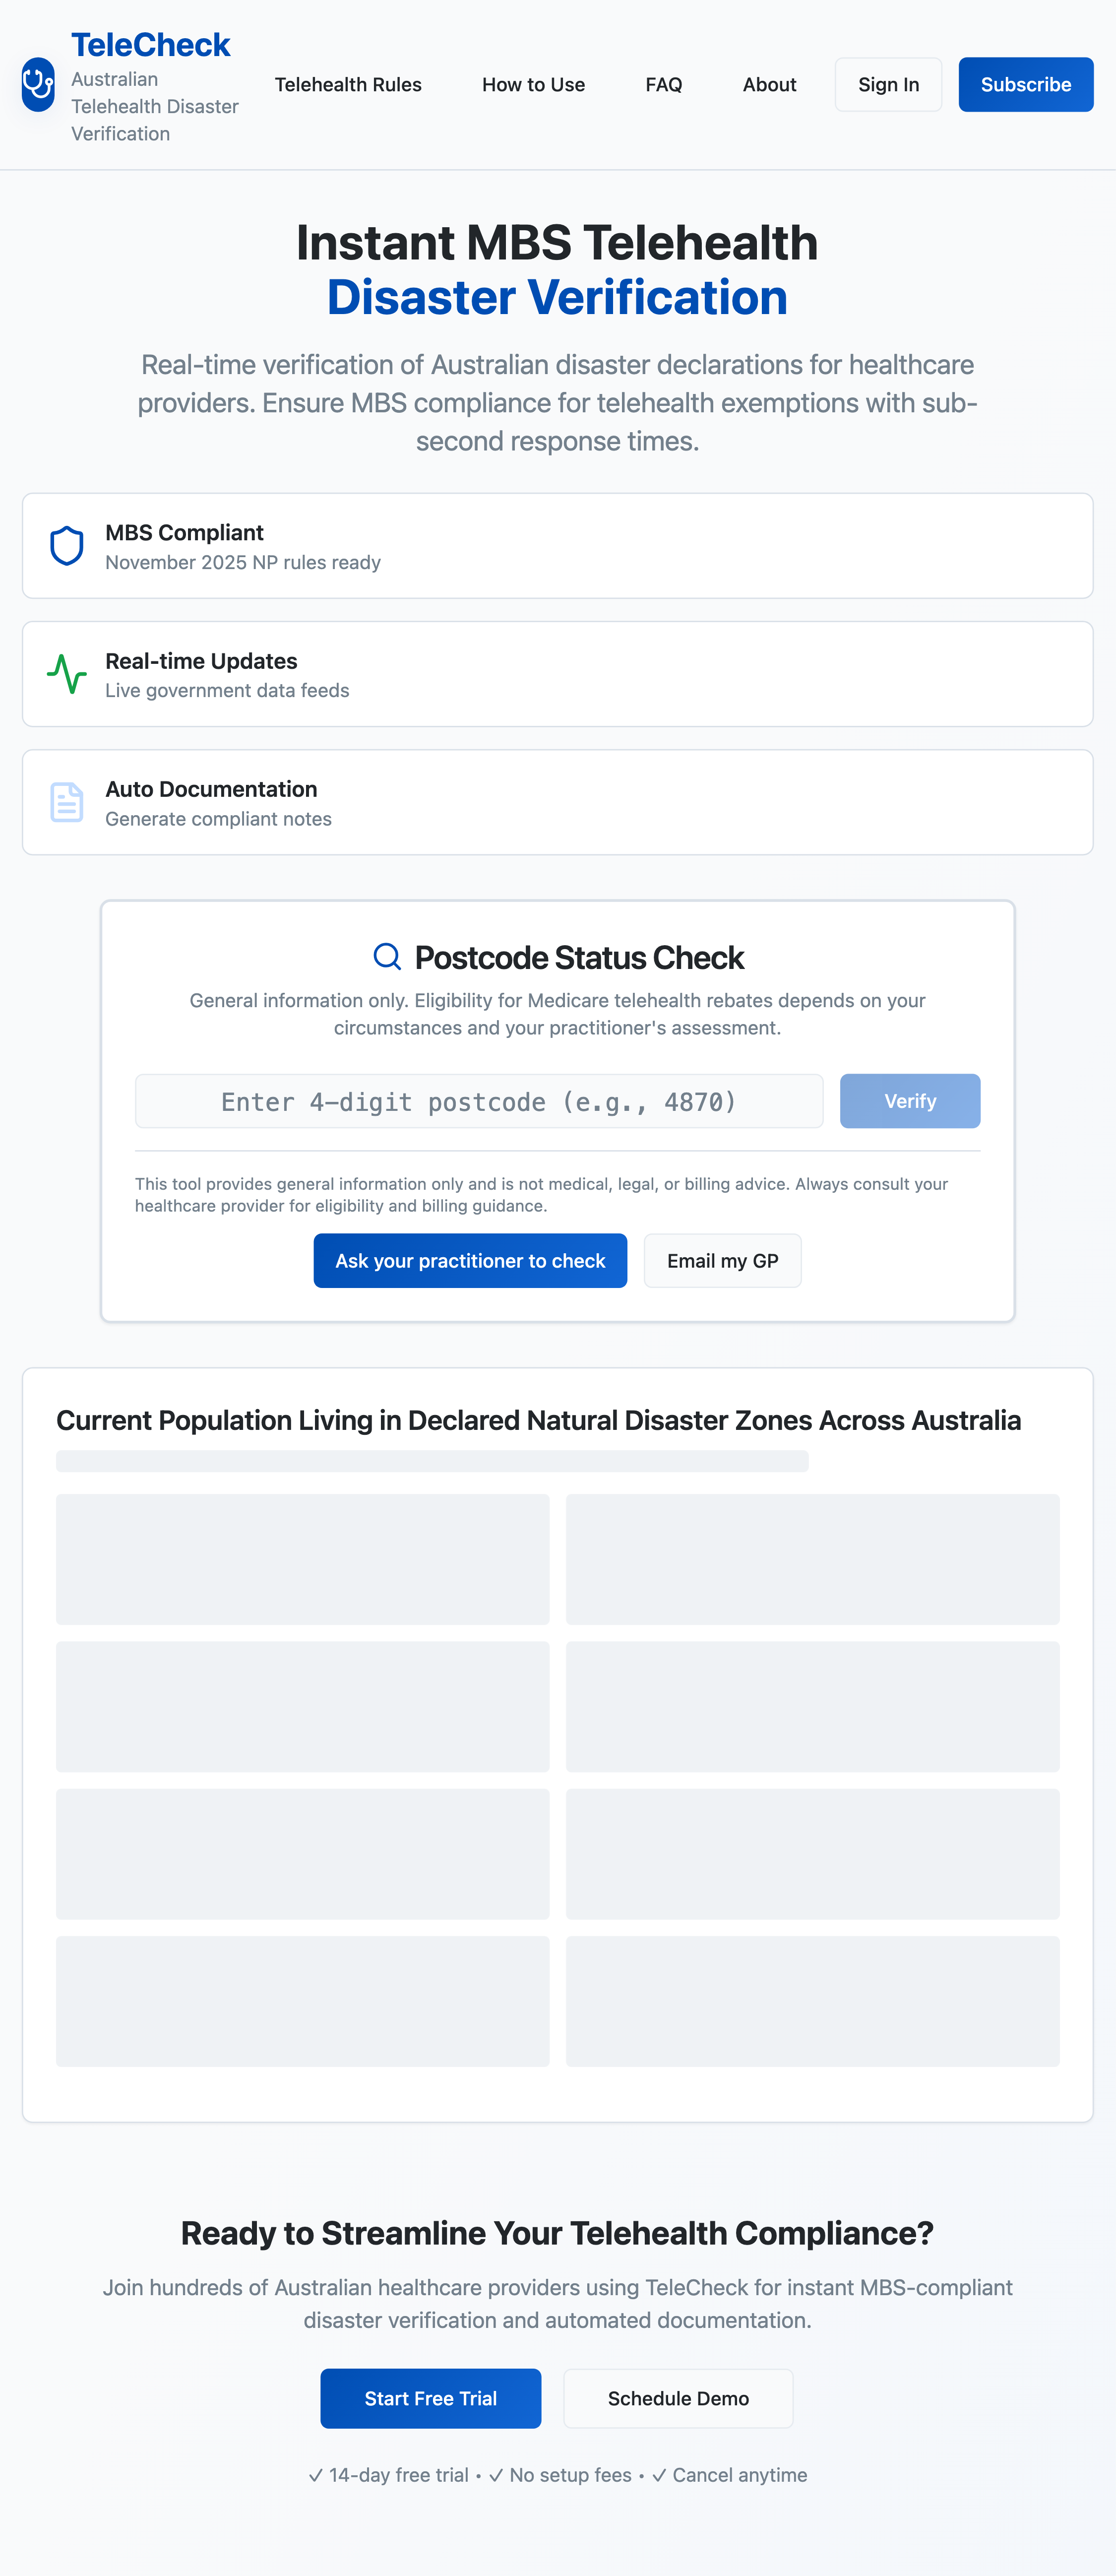 TeleCheck
Australian
Telehealth Disaster
Verification
Telehealth Rules
How to Use
FAQ
About
Sign In
Subscribe
Instant MBS Telehealth
Disaster Verification
Real-time verification of Australian disaster declarations for healthcare
providers. Ensure MBS compliance for telehealth exemptions with sub-
second response times.
MBS Compliant
November 2025 NP rules ready
Real-time Updates
Live government data feeds
Auto Documentation
Generate compliant notes
Postcode Status Check
General information only. Eligibility for Medicare telehealth rebates depends on your
circumstances and your practitioner's assessment.
Enter 4-digit postcode (e.g., 4870)
Verify
This tool provides general information only and is not medical, legal, or billing advice. Always consult your
healthcare provider for eligibility and billing guidance.
Ask your practitioner to check
Email my GP
Current Population Living in Declared Natural Disaster Zones Across Australia
Ready to Streamline Your Telehealth Compliance?
Join hundreds of Australian healthcare providers using TeleCheck for instant MBS-compliant
disaster verification and automated documentation.
Start Free Trial
Schedule Demo
✓ 14-day free trial • ✓ No setup fees • ✓ Cancel anytime